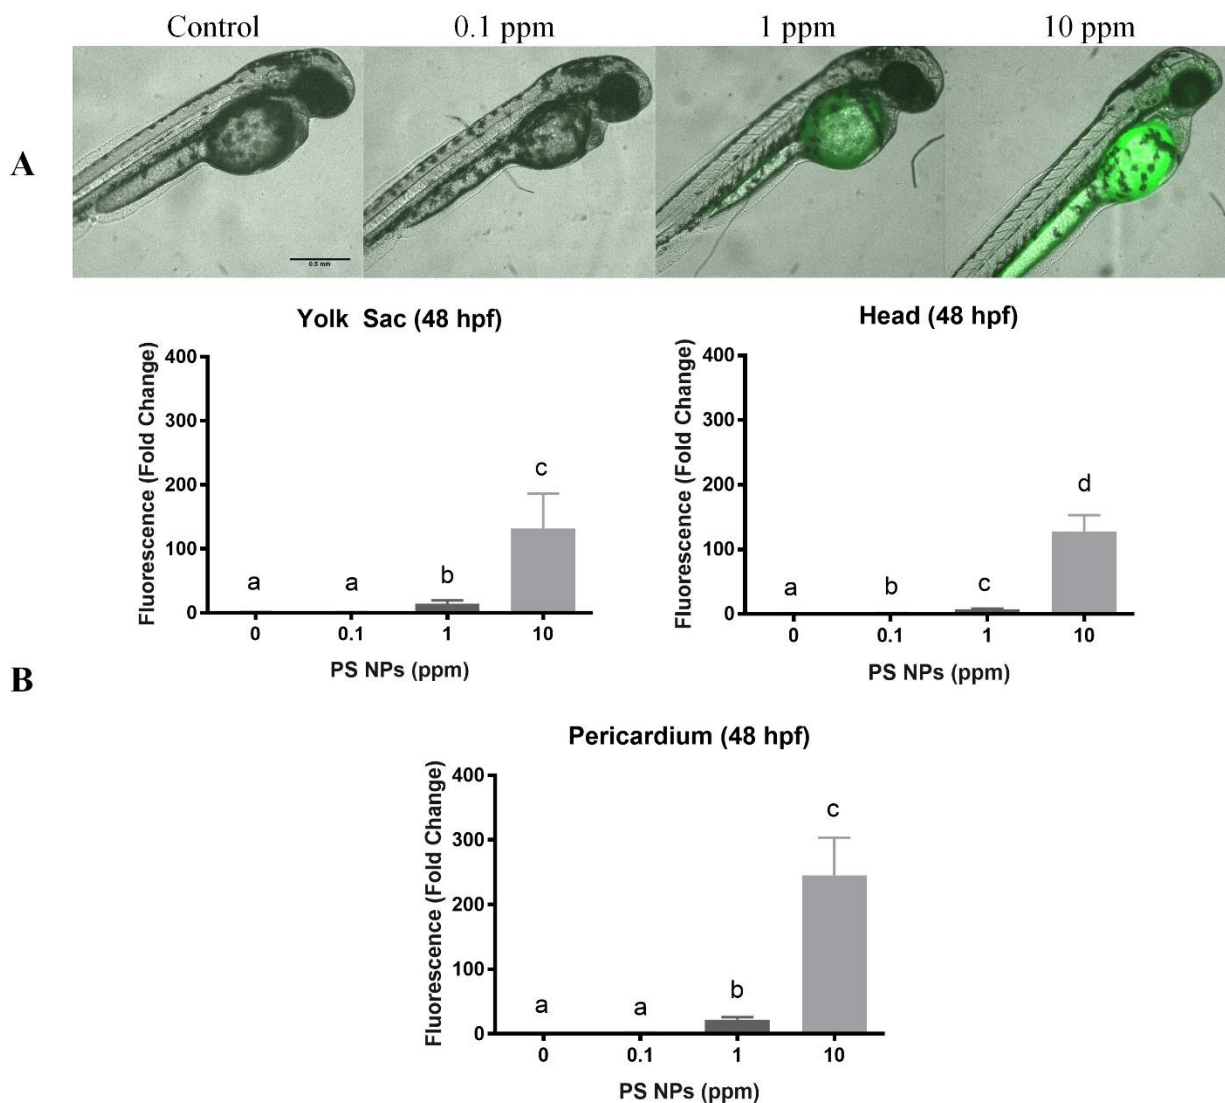 Control 0.1 ppm 1 ppm 10 ppm
A
0.5 mm
Yolk Sac (48 hpf)
Fluorescence (Fold Change)
400
300
200
100
0
a a b c
0 0.1 1 10
PS NPs (ppm)
Head (48 hpf)
Fluorescence (Fold Change)
400
300
200
100
0
a b c d
0 0.1 1 10
PS NPs (ppm)
B
Pericardium (48 hpf)
Fluorescence (Fold Change)
400
300
200
100
0
a a b c
0 0.1 1 10
PS NPs (ppm)